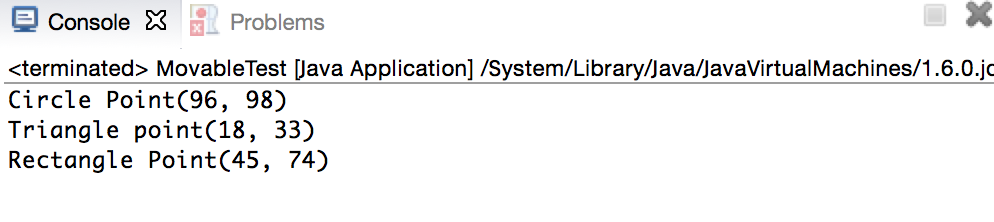 Console Problems
<terminated> MovableTest [Java Application] /System/Library/Java/JavaVirtualMachines/1.6.0.jd
Circle Point(96, 98)
Triangle point(18, 33)
Rectangle Point(45, 74)